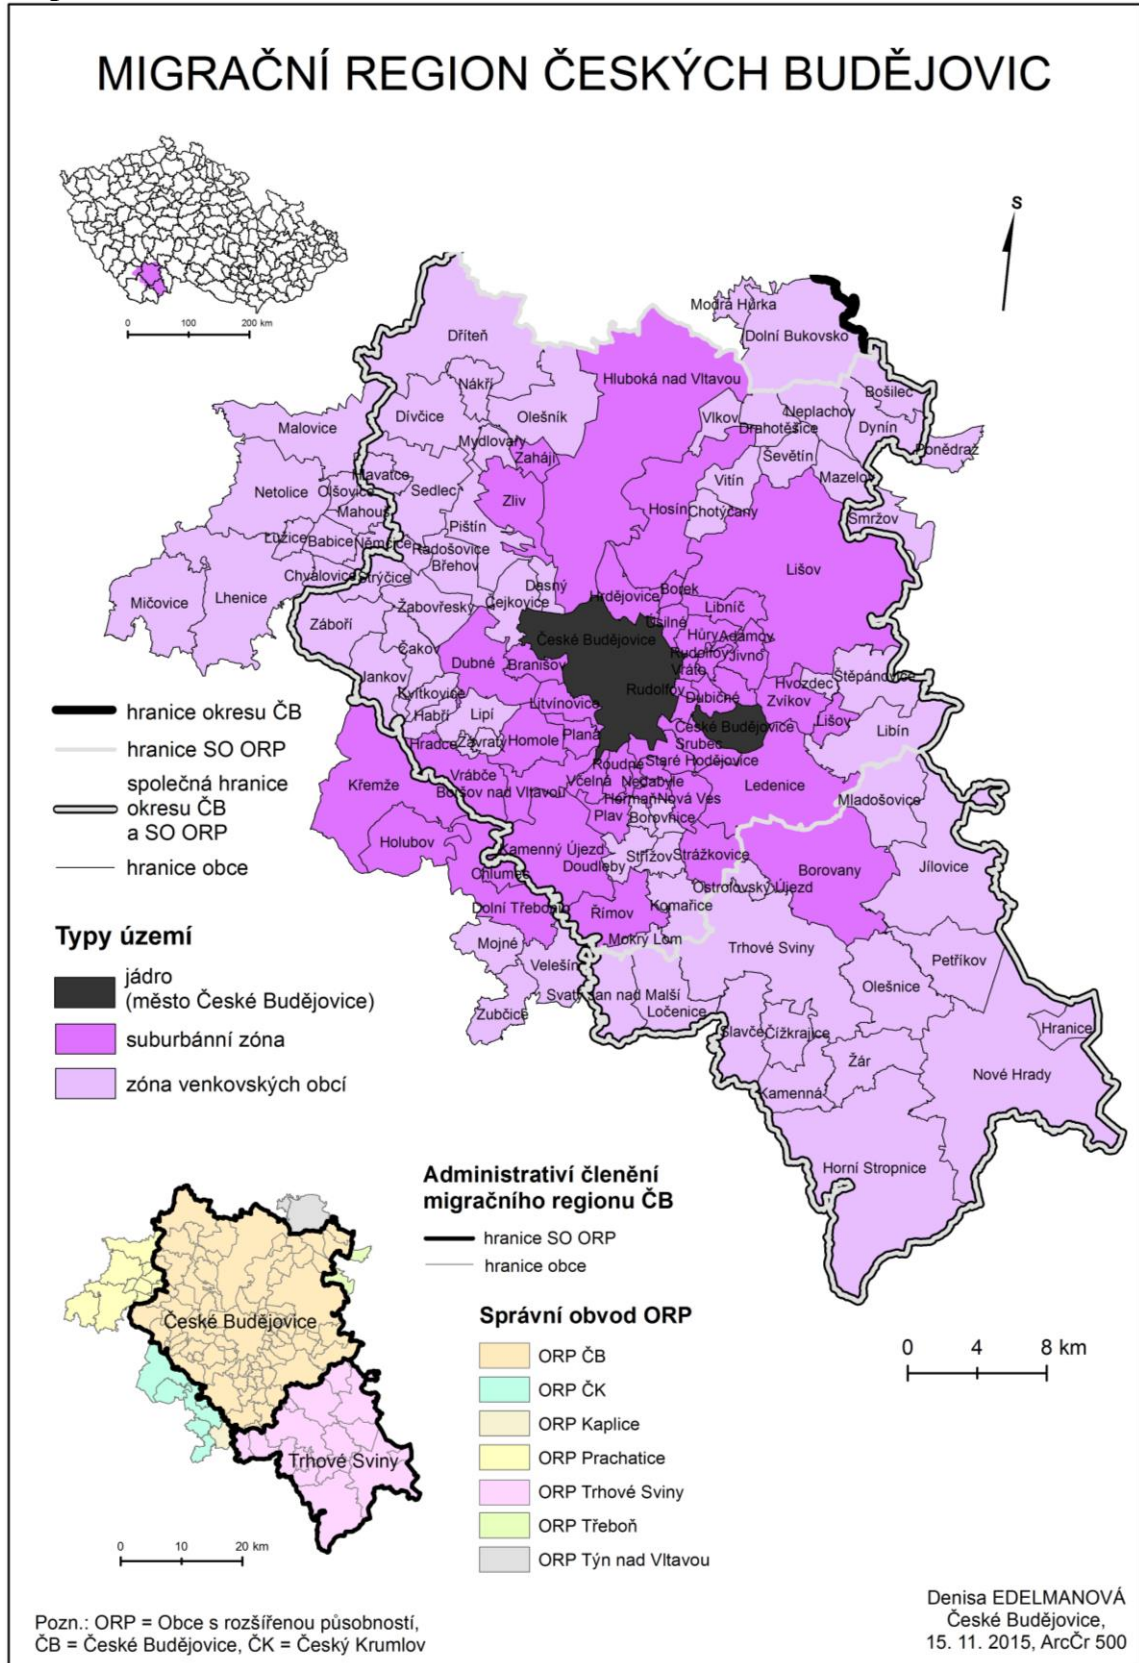 MIGRAČNÍ REGION ČESKÝCH BUDĚJOVIC
0 100 200 km
S
Modrá Hůrka
Dolní Bukovsko
Dříteň
Hluboká nad Vltavou
Nákří
Bošilec
Dívčice
Olešník
Vlkov
Neplachov
Malovice
Drahotěšice
Dynín
Mydlovary
Ponědraž
Zahájí
Ševětín
Hlavatce
Mazelov
Netolice
Olšovice
Sedlec
Zliv
Vitín
Mahouš
Hosín
Chotýčany
Smržov
Pištín
Lužice
Babice
Němčice
Radošovice
Lišov
Břehov
Chvalovice
Strýčice
Dasný
Borek
Mičovice
Lhenice
Hrdějovice
Čejkovice
Libníč
Žabovřesky
Záboří
Úsilné
České Budějovice
Hůry
Adamov
Čakov
Rudolfov
Jivno
Dubné
Branišov
Vráto
Jankov
Hvozdec
Štěpánovice
Kvítkovice
Rudolfov
Dubičné
Zvíkov
Litvínovice
Habří
Lipí
Lišov
České Budějovice
Libín
Hradce
Závraty
Homole
Planá
Srubec
Roudné
Staré Hodějovice
Vrábče
Včelná
Nedabyle
Křemže
Boršov nad Vltavou
Ledenice
Heřmaň
Nová Ves
Mladošovice
Plav
Borovnice
Holubov
Kamenný Újezd
Střížov
Strážkovice
Doudleby
Borovany
Jílovice
Chlumec
Ostrolovský Újezd
Dolní Třebonín
Římov
Komařice
Mokrý Lom
Trhové Sviny
Mojné
Petříkov
Velešín
Olešnice
Svatý Jan nad Malší
Zubčice
Ločenice
Slavče
Čížkrajice
Hranice
Žár
Nové Hrady
Kamenná
Horní Stropnice
hranice okresu ČB
hranice SO ORP
společná hranice
okresu ČB
a SO ORP
hranice obce
Typy území
jádro
(město České Budějovice)
suburbánní zóna
zóna venkovských obcí
Administrativí členění
migračního regionu ČB
hranice SO ORP
hranice obce
České Budějovice
Trhové Sviny
0 10 20 km
Správní obvod ORP
ORP ČB
ORP ČK
ORP Kaplice
ORP Prachatice
ORP Trhové Sviny
ORP Třeboň
ORP Týn nad Vltavou
0 4 8 km
Pozn.: ORP = Obce s rozšířenou působností,
ČB = České Budějovice, ČK = Český Krumlov
Denisa EDELMANOVÁ
České Budějovice,
15. 11. 2015, ArcČr 500